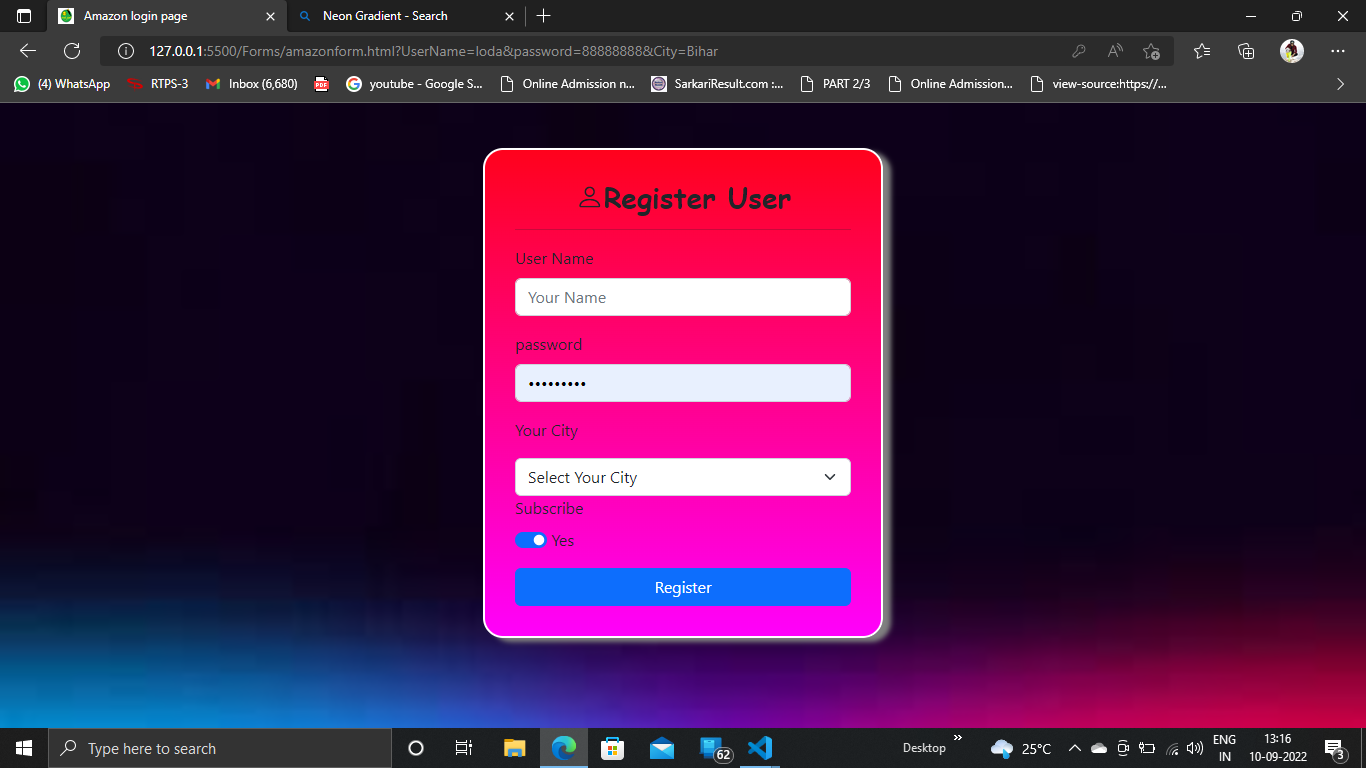 Amazon login page
Neon Gradient - Search
127.0.0.1:5500/Forms/amazonform.html?UserName=loda&password=88888888&City=Bihar
(4) WhatsApp
RTPS-3
Inbox (6,680)
PDF
youtube - Google S...
Online Admission n...
SarkariResult.com :...
PART 2/3
Online Admission...
view-source:https://...
Register User
User Name
Your Name
password
•••••••••
Your City
Select Your City
Subscribe
Yes
Register
Type here to search
62
Desktop
25°C
ENG
IN
13:16
10-09-2022
3